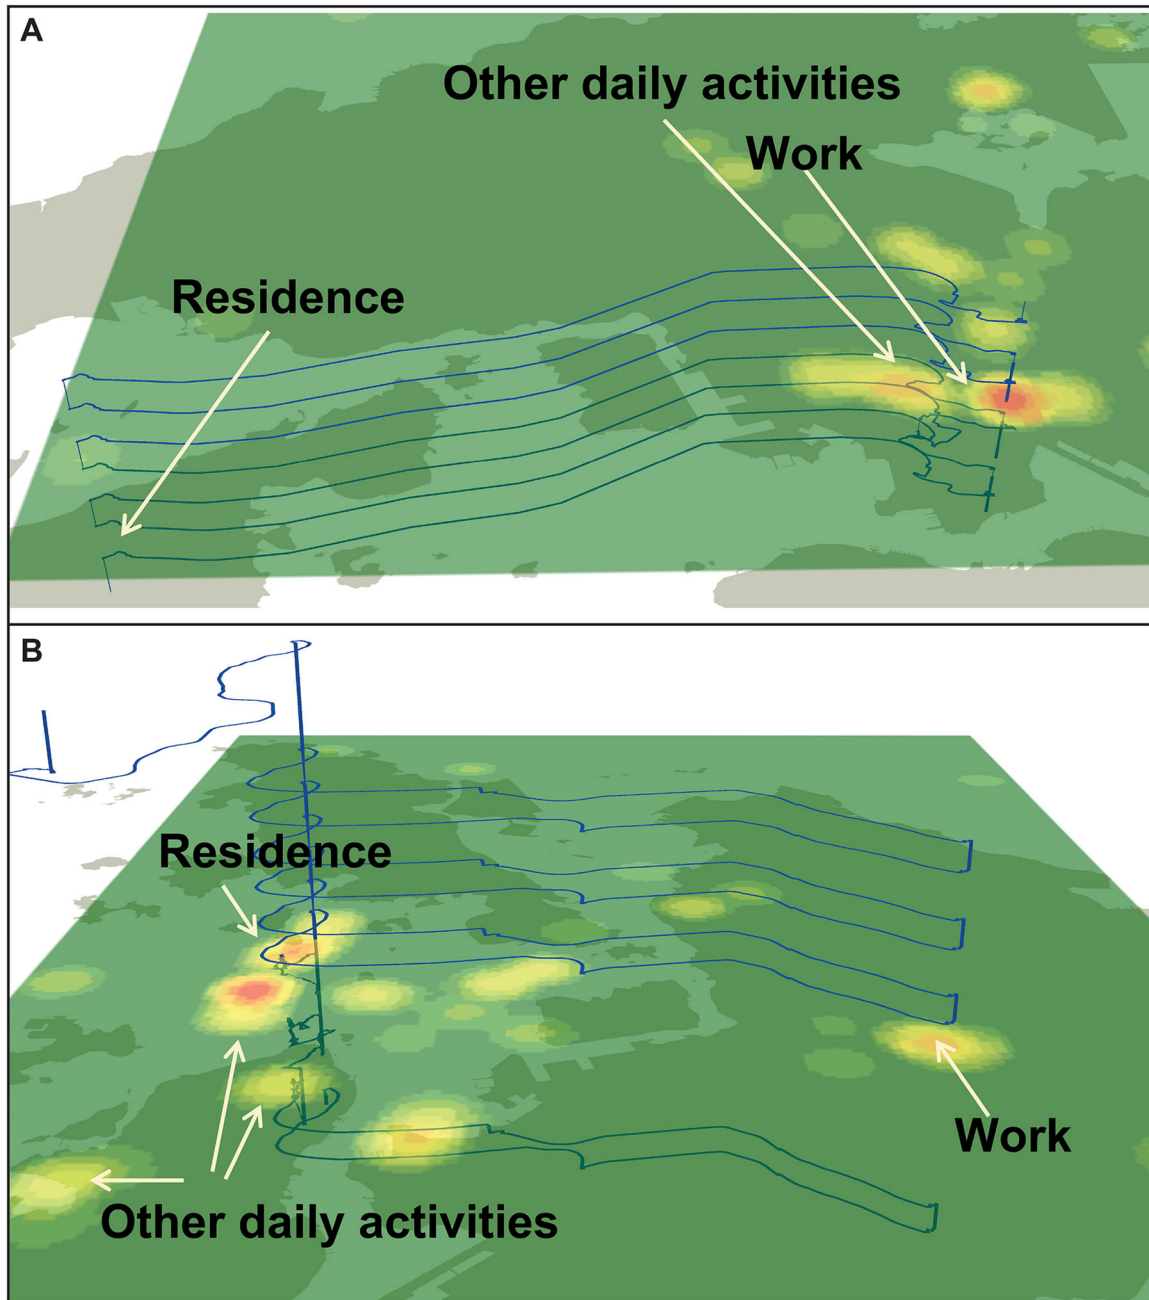 A
Other daily activities
Work
Residence
B
Residence
Work
Other daily activities